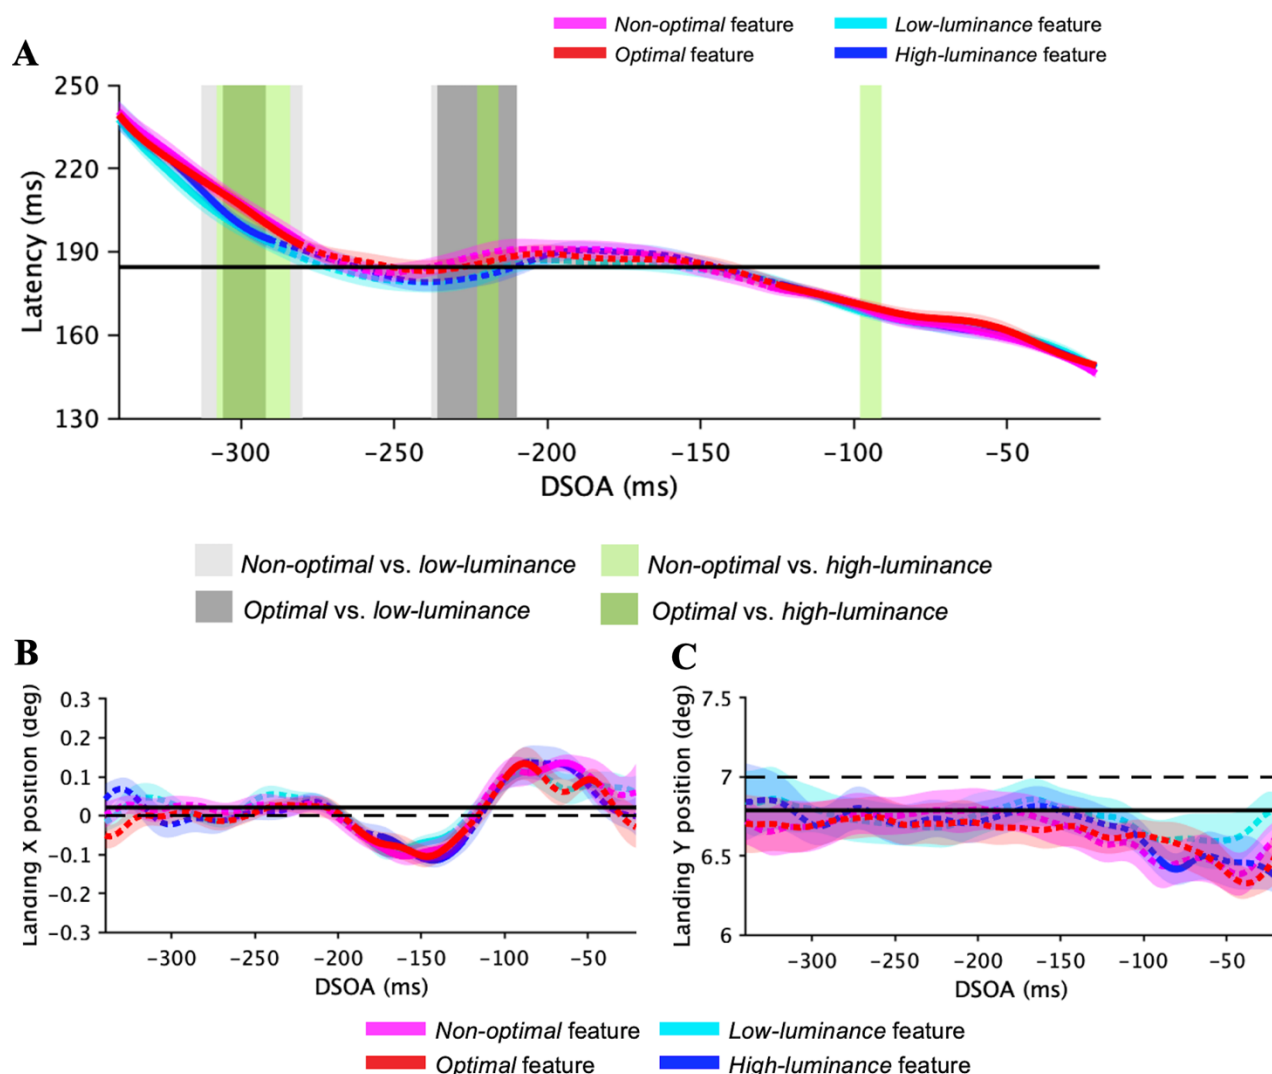 Non-optimal feature
Low-luminance feature
Optimal feature
High-luminance feature
A
250
220
190
160
130
Latency (ms)
−300
−250
−200
−150
−100
−50
DSOA (ms)
Non-optimal vs. low-luminance
Non-optimal vs. high-luminance
Optimal vs. low-luminance
Optimal vs. high-luminance
B
0.3
0.2
0.1
0
−0.1
−0.2
−0.3
Landing X position (deg)
−300
−250
−200
−150
−100
−50
DSOA (ms)
C
7.5
7
6.5
6
Landing Y position (deg)
−300
−250
−200
−150
−100
−50
DSOA (ms)
Non-optimal feature
Low-luminance feature
Optimal feature
High-luminance feature